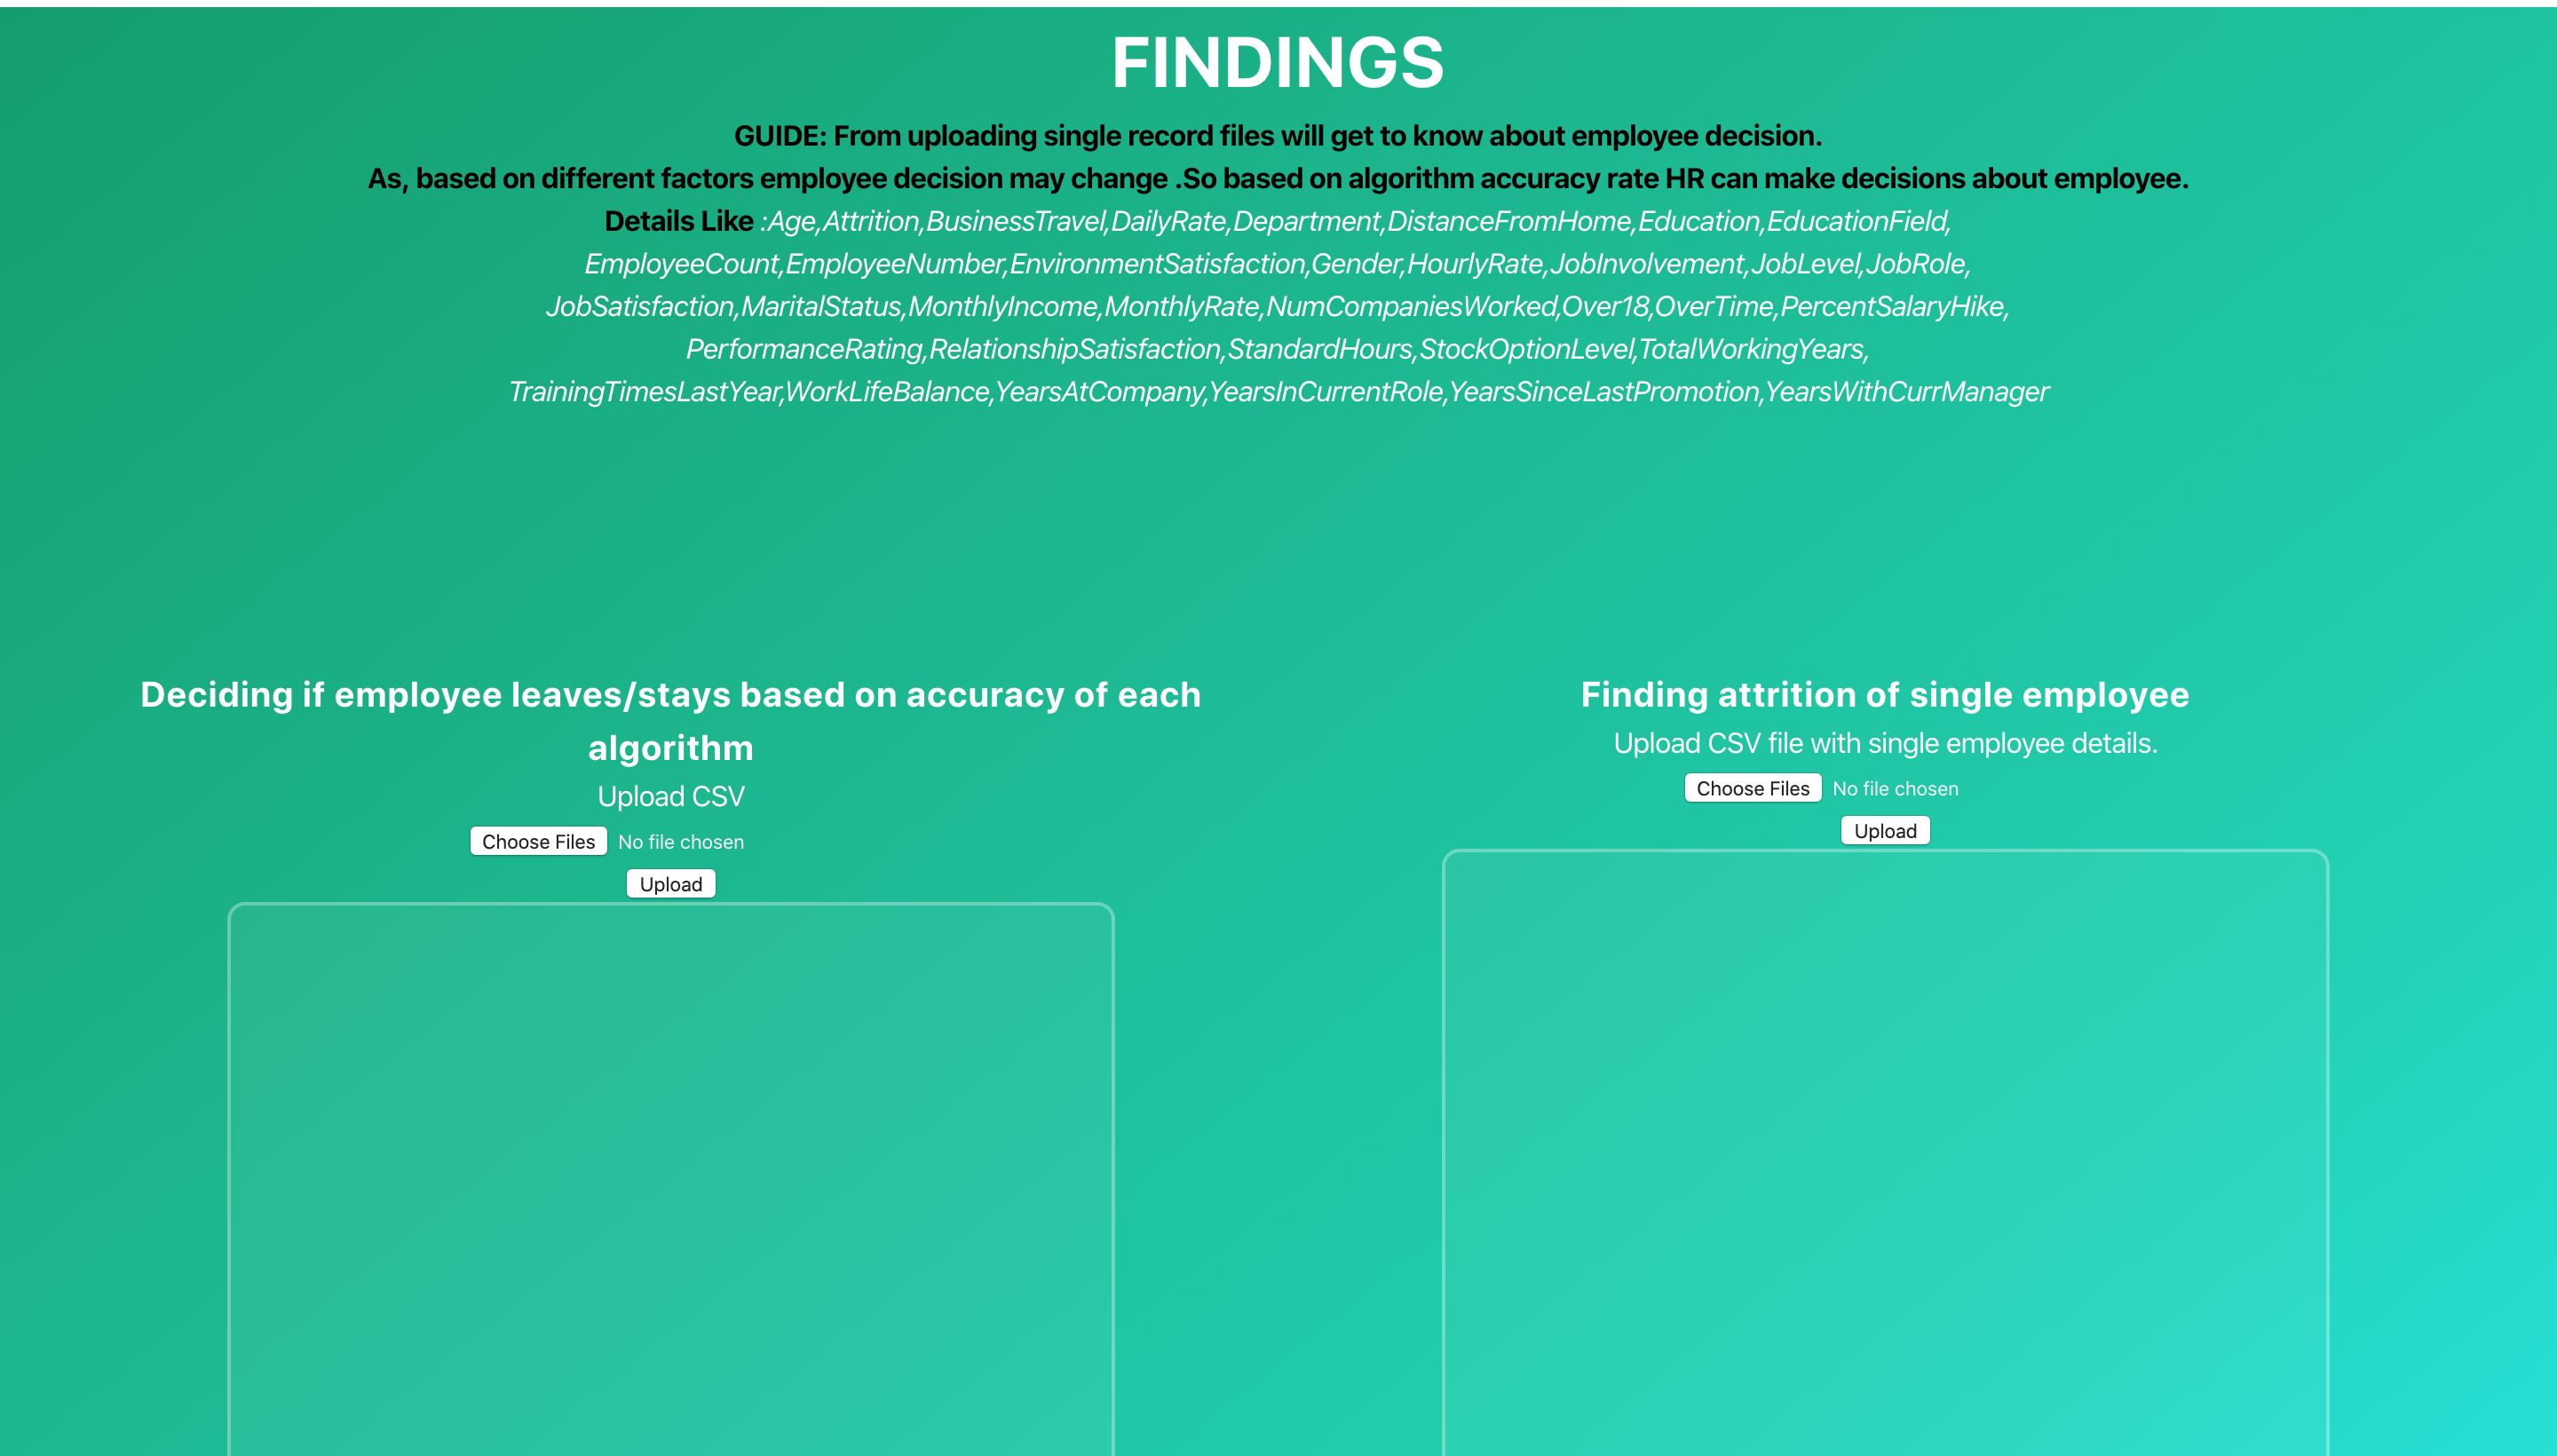 FINDINGS
GUIDE: From uploading single record files will get to know about employee decision.
As, based on different factors employee decision may change .So based on algorithm accuracy rate HR can make decisions about employee.
Details Like :Age,Attrition,BusinessTravel,DailyRate,Department,DistanceFromHome,Education,EducationField,
EmployeeCount,EmployeeNumber,EnvironmentSatisfaction,Gender,HourlyRate,JobInvolvement,JobLevel,JobRole,
JobSatisfaction,MaritalStatus,MonthlyIncome,MonthlyRate,NumCompaniesWorked,Over18,OverTime,PercentSalaryHike,
PerformanceRating,RelationshipSatisfaction,StandardHours,StockOptionLevel,TotalWorkingYears,
TrainingTimesLastYear,WorkLifeBalance,YearsAtCompany,YearsInCurrentRole,YearsSinceLastPromotion,YearsWithCurrManager
Deciding if employee leaves/stays based on accuracy of each
algorithm
Upload CSV
Choose Files No file chosen
Upload
Finding attrition of single employee
Upload CSV file with single employee details.
Choose Files No file chosen
Upload